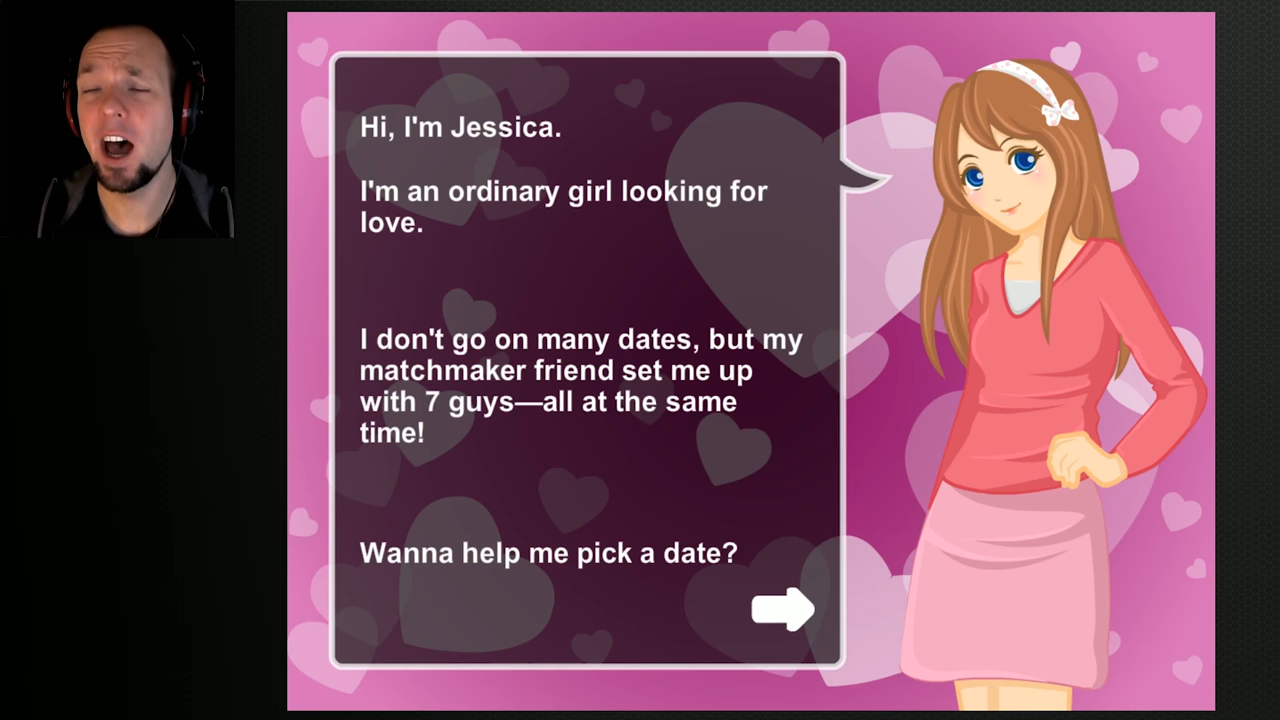 Hi, I'm Jessica.
I'm an ordinary girl looking for
love.
I don't go on many dates, but my
matchmaker friend set me up
with 7 guys—all at the same
time!
Wanna help me pick a date?